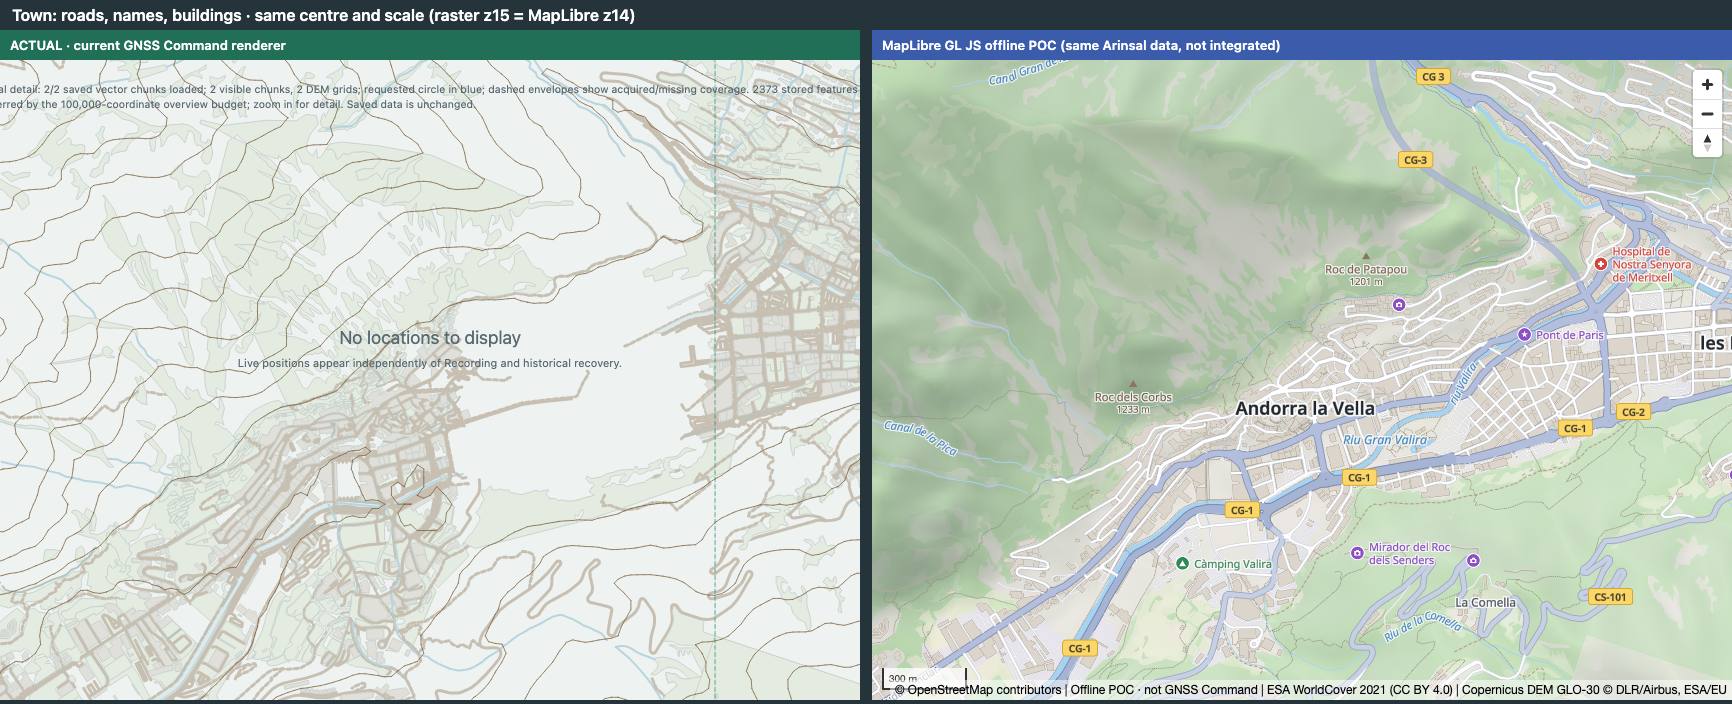 Town: roads, names, buildings · same centre and scale (raster z15 = MapLibre z14)
ACTUAL · current GNSS Command renderer
al detail: 2/2 saved vector chunks loaded; 2 visible chunks, 2 DEM grids; requested circle in blue; dashed envelopes show acquired/missing coverage. 2373 stored features
rred by the 100,000-coordinate overview budget; zoom in for detail. Saved data is unchanged.
No locations to display
Live positions appear independently of Recording and historical recovery.
MapLibre GL JS offline POC (same Arinsal data, not integrated)
Canal Gran de
CG 3
CG-3
Hospital de
Nostra Senyora
de Meritxell
Roc de Patapou
1201 m
Pont de Paris
les
Riu Valira
Roc dels Corbs
1233 m
Andorra la Vella
CG-2
CG-1
Canal de la Pica
Riu Gran Valira
CG-1
CG-1
Mirador del Roc
dels Senders
Càmping Valira
CS-101
La Comella
Riu de la Comella
CG-1
300 m
© OpenStreetMap contributors | Offline POC · not GNSS Command | ESA WorldCover 2021 (CC BY 4.0) | Copernicus DEM GLO-30 © DLR/Airbus, ESA/EU